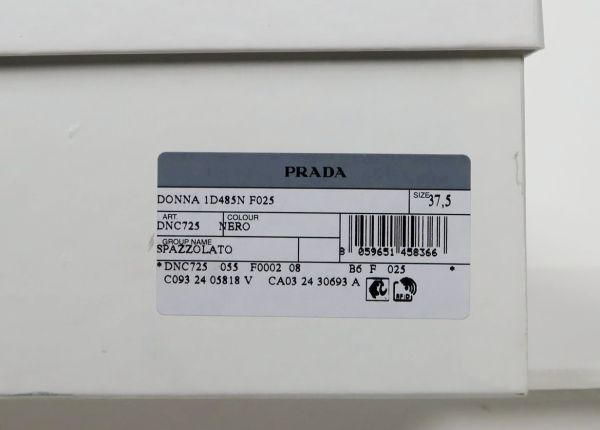 PRADA
DONNA 1D485N F025 SIZE 37,5
ART. COLOUR
DNC725 NERO
GROUP NAME
SPAZZOLATO
8 059651 458366
*DNC725 055 F0002 08 B6 F 025 *
C093 24 05818 V CA03 24 30693 A
RFID